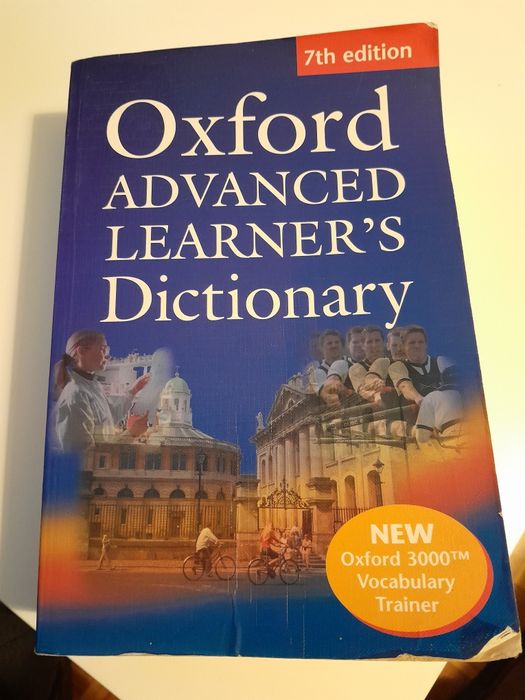 7th edition
Oxford
ADVANCED
LEARNER'S
Dictionary
NEW
Oxford 3000™
Vocabulary
Trainer